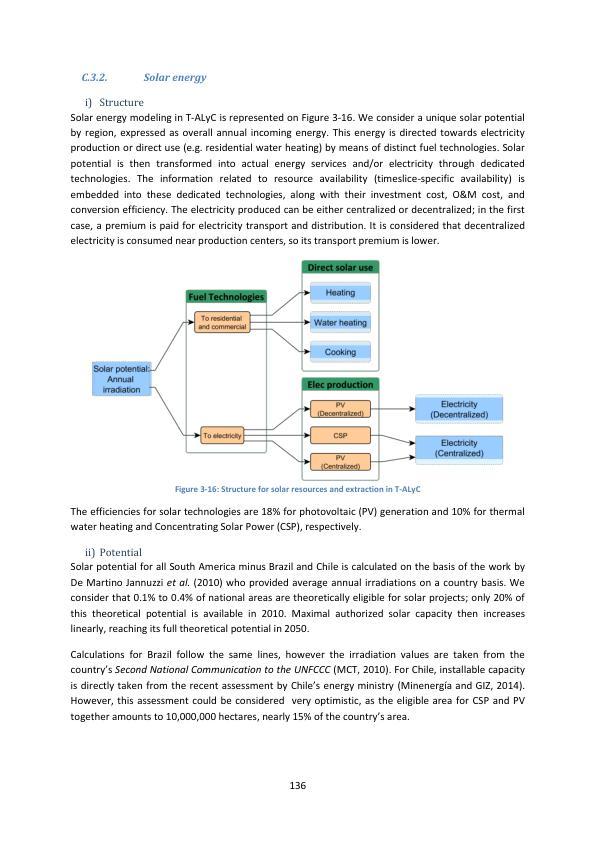 C.3.2. Solar energy
i) Structure
Solar energy modeling in T-ALyC is represented on Figure 3-16. We consider a unique solar potential
by region, expressed as overall annual incoming energy. This energy is directed towards electricity
production or direct use (e.g. residential water heating) by means of distinct fuel technologies. Solar
potential is then transformed into actual energy services and/or electricity through dedicated
technologies. The information related to resource availability (timeslice-specific availability) is
embedded into these dedicated technologies, along with their investment cost, O&M cost, and
conversion efficiency. The electricity produced can be either centralized or decentralized; in the first
case, a premium is paid for electricity transport and distribution. It is considered that decentralized
electricity is consumed near production centers, so its transport premium is lower.
Direct solar use
Fuel Technologies
Heating
To residential
and commercial
Water heating
Cooking
Solar potential:
Annual
irradiation
Elec production
PV
(Decentralized)
Electricity
(Decentralized)
To electricity
CSP
Electricity
(Centralized)
PV
(Centralized)
Figure 3-16: Structure for solar resources and extraction in T-ALyC
The efficiencies for solar technologies are 18% for photovoltaic (PV) generation and 10% for thermal
water heating and Concentrating Solar Power (CSP), respectively.
ii) Potential
Solar potential for all South America minus Brazil and Chile is calculated on the basis of the work by
De Martino Jannuzzi et al. (2010) who provided average annual irradiations on a country basis. We
consider that 0.1% to 0.4% of national areas are theoretically eligible for solar projects; only 20% of
this theoretical potential is available in 2010. Maximal authorized solar capacity then increases
linearly, reaching its full theoretical potential in 2050.
Calculations for Brazil follow the same lines, however the irradiation values are taken from the
country's Second National Communication to the UNFCCC (MCT, 2010). For Chile, installable capacity
is directly taken from the recent assessment by Chile's energy ministry (Minenergía and GIZ, 2014).
However, this assessment could be considered very optimistic, as the eligible area for CSP and PV
together amounts to 10,000,000 hectares, nearly 15% of the country's area.
136